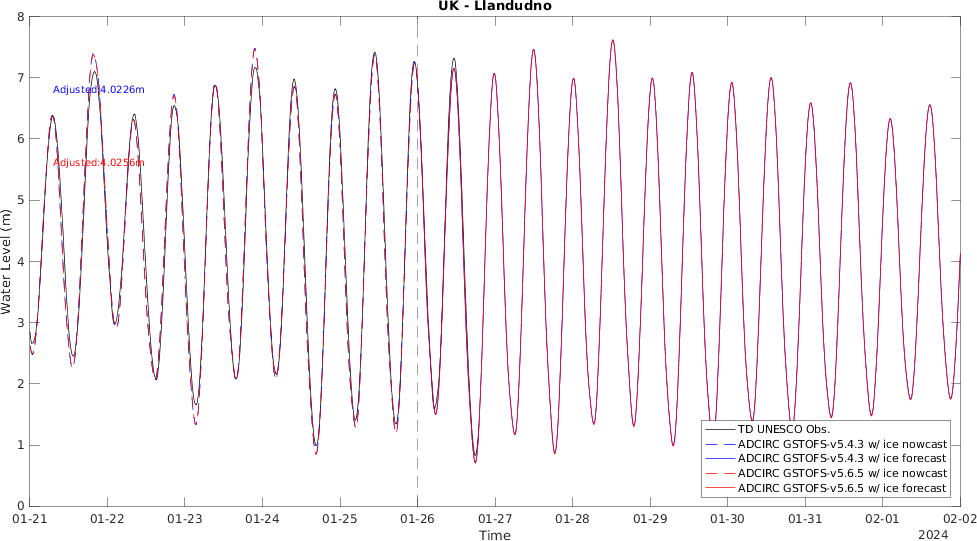 UK - Llandudno
8
7
6
5
4
3
2
1
0
Water Level (m)
Adjusted:4.0226m
Adjusted:4.0256m
TD UNESCO Obs.
ADCIRC GSTOFS-v5.4.3 w/ ice nowcast
ADCIRC GSTOFS-v5.4.3 w/ ice forecast
ADCIRC GSTOFS-v5.6.5 w/ ice nowcast
ADCIRC GSTOFS-v5.6.5 w/ ice forecast
01-21 01-22 01-23 01-24 01-25 01-26 01-27 01-28 01-29 01-30 01-31 02-01 02-02
Time
2024